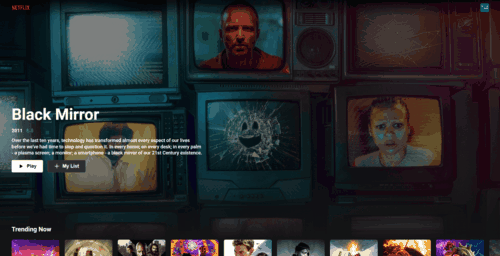 NETFLIX
Black Mirror
2011
Over the last ten years, technology has transformed almost every aspect of our lives
before we've had time to stop and question it. In every home; on every desk; in every palm
- a plasma screen; a monitor; a smartphone - a black mirror of our 21st Century existence.
Play
My List
Trending Now